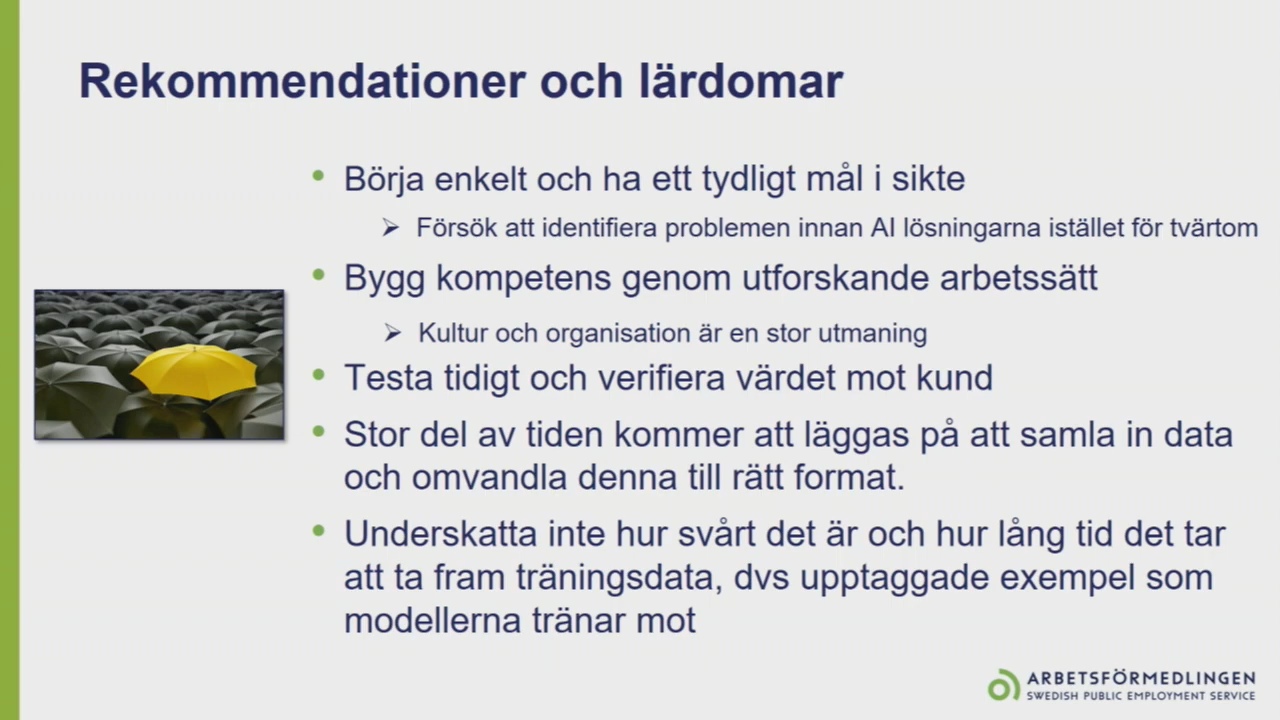 Rekommendationer och lärdomar
• Börja enkelt och ha ett tydligt mål i sikte
➢ Försök att identifiera problemen innan AI lösningarna istället för tvärtom
• Bygg kompetens genom utforskande arbetssätt
➢ Kultur och organisation är en stor utmaning
• Testa tidigt och verifiera värdet mot kund
• Stor del av tiden kommer att läggas på att samla in data
och omvandla denna till rätt format.
• Underskatta inte hur svårt det är och hur lång tid det tar
att ta fram träningsdata, dvs upptaggade exempel som
modellerna tränar mot
ARBETSFÖRMEDLINGEN
SWEDISH PUBLIC EMPLOYMENT SERVICE